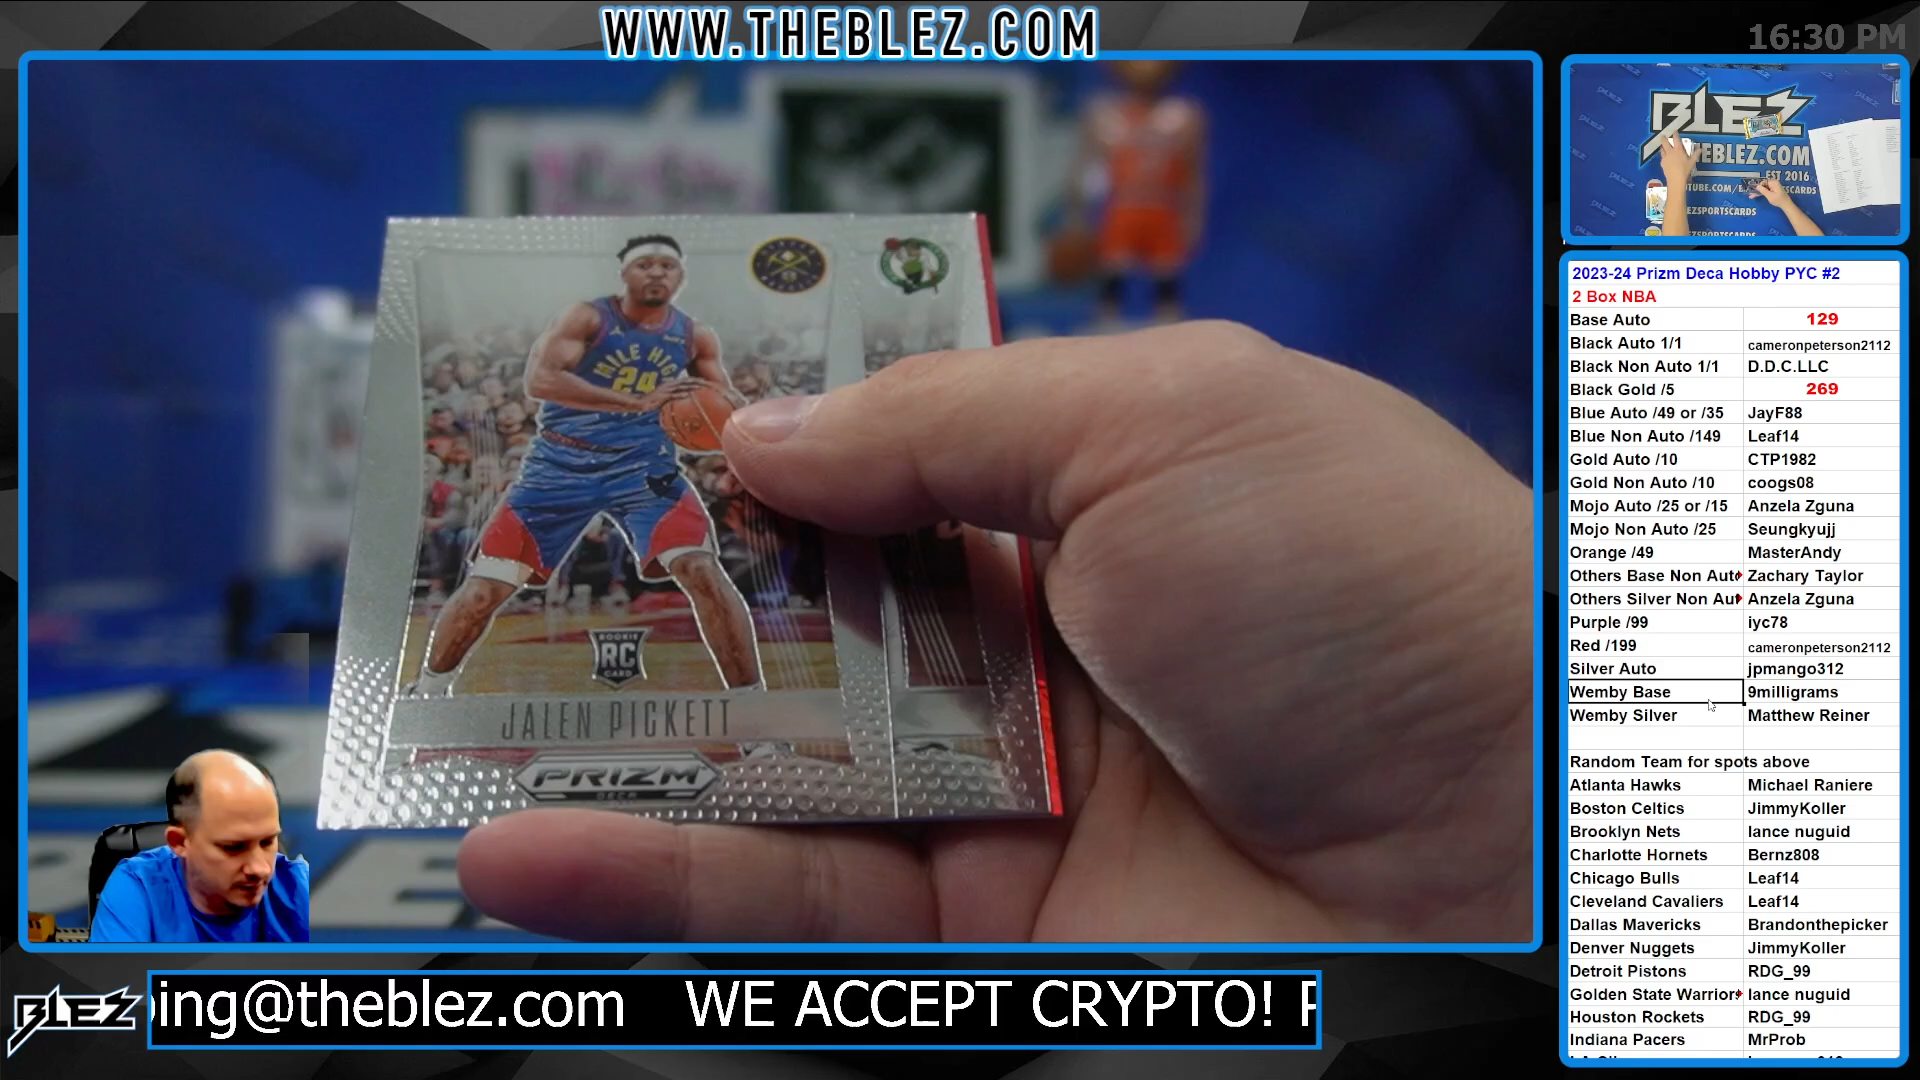 WWW.THEBLEZ.COM
16:30 PM
MILE HIGH
24
ROOKIE
RC
CARD
JALEN PICKETT
PRIZM
DECA
BLEZ
THEBLEZ.COM
EST 2016
2023-24 Prizm Deca Hobby PYC #2
2 Box NBA
Base Auto 129
Black Auto 1/1 cameronpeterson2112
Black Non Auto 1/1 D.D.C.LLC
Black Gold /5 269
Blue Auto /49 or /35 JayF88
Blue Non Auto /149 Leaf14
Gold Auto /10 CTP1982
Gold Non Auto /10 coogs08
Mojo Auto /25 or /15 Anzela Zguna
Mojo Non Auto /25 Seungkyujj
Orange /49 MasterAndy
Others Base Non Aut Zachary Taylor
Others Silver Non Au Anzela Zguna
Purple /99 iyc78
Red /199 cameronpeterson2112
Silver Auto jpmango312
Wemby Base 9milligrams
Wemby Silver Matthew Reiner
Random Team for spots above
Atlanta Hawks Michael Raniere
Boston Celtics JimmyKoller
Brooklyn Nets lance nuguid
Charlotte Hornets Bernz808
Chicago Bulls Leaf14
Cleveland Cavaliers Leaf14
Dallas Mavericks Brandonthepicker
Denver Nuggets JimmyKoller
Detroit Pistons RDG_99
Golden State Warriors lance nuguid
Houston Rockets RDG_99
Indiana Pacers MrProb
BLEZ
ping@theblez.com WE ACCEPT CRYPTO!